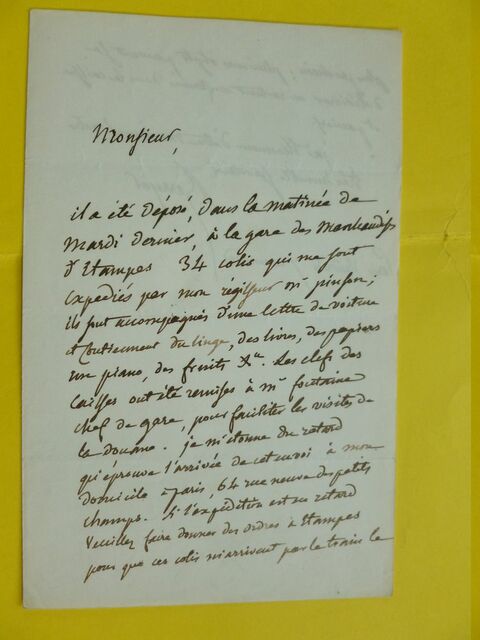 Monsieur,
il a été déposé, dans la matinée de
Mardi dernier, à la gare des Marchandises
d'Etampes 34 colis qui me sont
expédiés par mon régisseur Mr pinson;
ils sont accompagnés d'une lettre de voiture
et contiennent du linge, des livres, des papiers
un piano, des fruits &a. Les clefs des
caisses ont été remises à Mr fontaine
chef de gare, pour faciliter les visites de
la douane. je m'étonne du retard
qu'éprouve l'arrivée de cet envoi à mon
domicile à paris, 64 rue neuve des petits
champs. Si l'expédition est en retard
Veuillez faire donner des ordres à Etampes
pour que ces colis m'arrivent par le train le